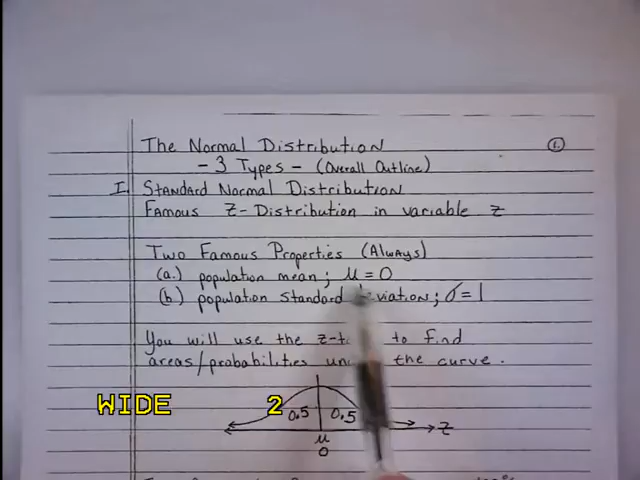 The Normal Distribution 1.
- 3 Types - (Overall Outline)
I. Standard Normal Distribution
Famous Z-Distribution in variable z
Two Famous Properties (Always)
(a.) population mean; μ = 0
(b.) population standard deviation; σ = 1
You will use the z- to find
areas/probabilities the curve.
WIDE 2
0.5 0.5
Z
μ
0